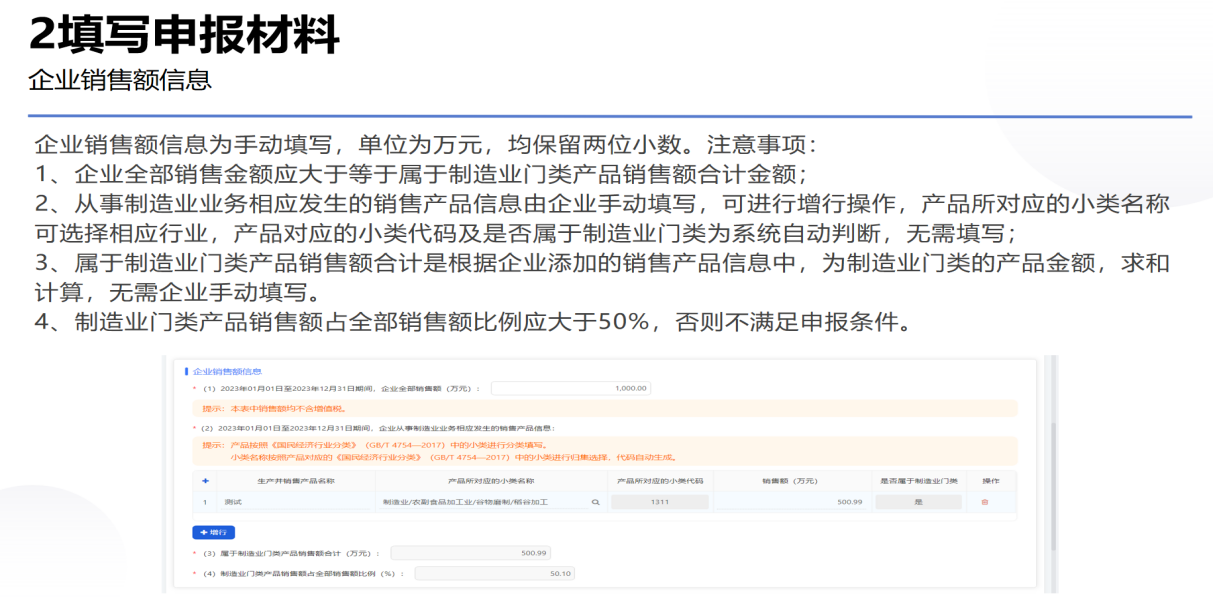 2填写申报材料
企业销售额信息
企业销售额信息为手动填写，单位为万元，均保留两位小数。注意事项：
1、企业全部销售金额应大于等于属于制造业门类产品销售额合计金额；
2、从事制造业业务相应发生的销售产品信息由企业手动填写，可进行增行操作，产品所对应的小类名称
可选择相应行业，产品对应的小类代码及是否属于制造业门类为系统自动判断，无需填写；
3、属于制造业门类产品销售额合计是根据企业添加的销售产品信息中，为制造业门类的产品金额，求和
计算，无需企业手动填写。
4、制造业门类产品销售额占全部销售额比例应大于50%，否则不满足申报条件。
企业销售额信息
* （1）2023年01月01日至2023年12月31日期间，企业全部销售额（万元）： 1,000.00
提示：本表中销售额均不含增值税。
* （2）2023年01月01日至2023年12月31日期间，企业从事制造业业务相应发生的销售产品信息：
提示：产品按照《国民经济行业分类》（GB/T 4754—2017）中的小类进行分类填写。
小类名称按照产品对应的《国民经济行业分类》（GB/T 4754—2017）中的小类进行归集选择，代码自动生成。
+ 生产并销售产品名称 产品所对应的小类名称 产品所对应的小类代码 销售额（万元） 是否属于制造业门类 操作
1 测试 制造业/农副食品加工业/谷物磨制/稻谷加工 1311 500.99 是
+ 增行
* （3）属于制造业门类产品销售额合计（万元）： 500.99
* （4）制造业门类产品销售额占全部销售额比例（%）： 50.10